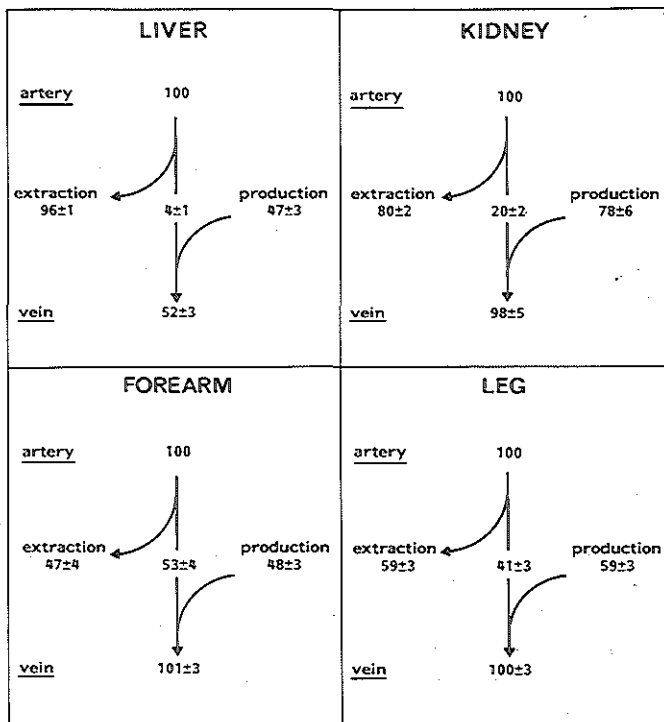 LIVER
artery 100
extraction production
96±1 4±1 47±3
vein 52±3
KIDNEY
artery 100
extraction production
80±2 20±2 78±6
vein 98±5
FOREARM
artery 100
extraction production
47±4 53±4 48±3
vein 101±3
LEG
artery 100
extraction production
59±3 41±3 59±3
vein 100±3